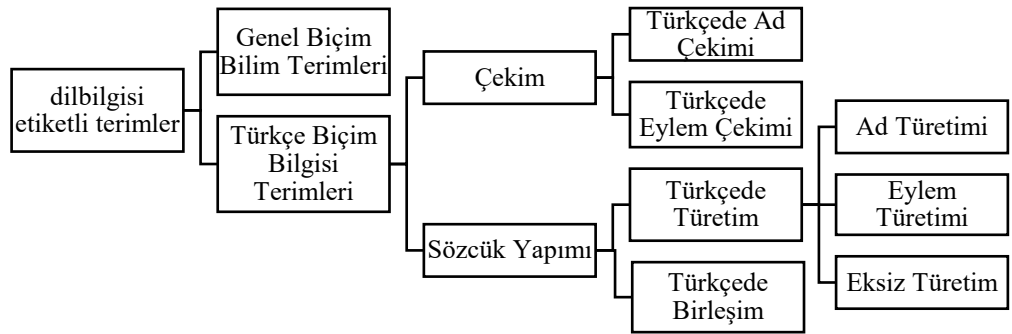 dilbilgisi
etiketli terimler
Genel Biçim
Bilim Terimleri
Türkçe Biçim
Bilgisi
Terimleri
Çekim
Sözcük Yapımı
Türkçede Ad
Çekimi
Türkçede
Eylem Çekimi
Türkçede
Türetim
Türkçede
Birleşim
Ad Türetimi
Eylem
Türetimi
Eksiz Türetim